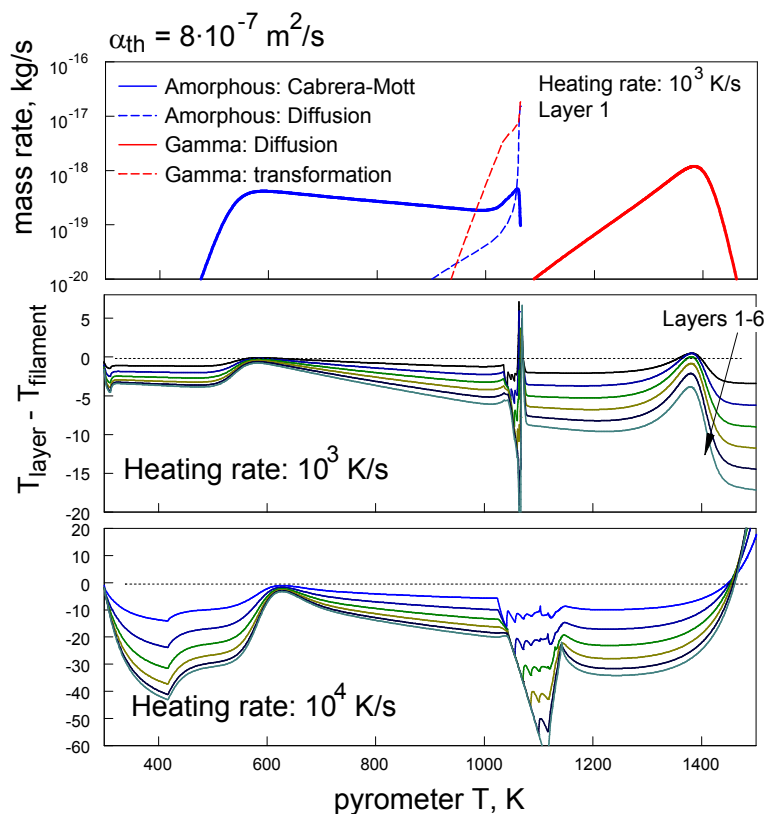 α_th = 8·10^-7 m^2/s
10^-16
10^-17
10^-18
10^-19
10^-20
mass rate, kg/s
Amorphous: Cabrera-Mott
Amorphous: Diffusion
Gamma: Diffusion
Gamma: transformation
Heating rate: 10^3 K/s
Layer 1
5
0
-5
-10
-15
-20
T_layer - T_filament
Layers 1-6
Heating rate: 10^3 K/s
20
10
0
-10
-20
-30
-40
-50
-60
Heating rate: 10^4 K/s
400 600 800 1000 1200 1400
pyrometer T, K